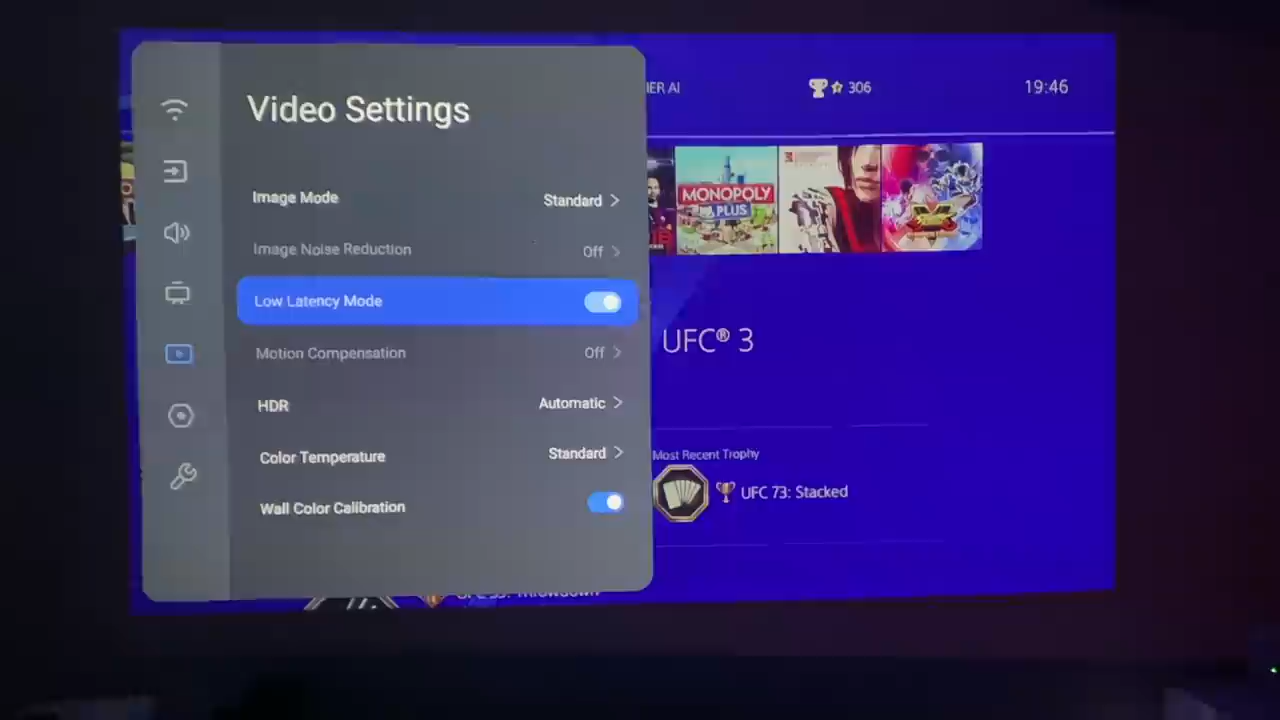 Video Settings
Image Mode Standard
Image Noise Reduction Off
Low Latency Mode
Motion Compensation Off
HDR Automatic
Color Temperature Standard
Wall Color Calibration
IER AI
306
19:46
MONOPOLY
PLUS
UFC® 3
Most Recent Trophy
UFC 73: Stacked